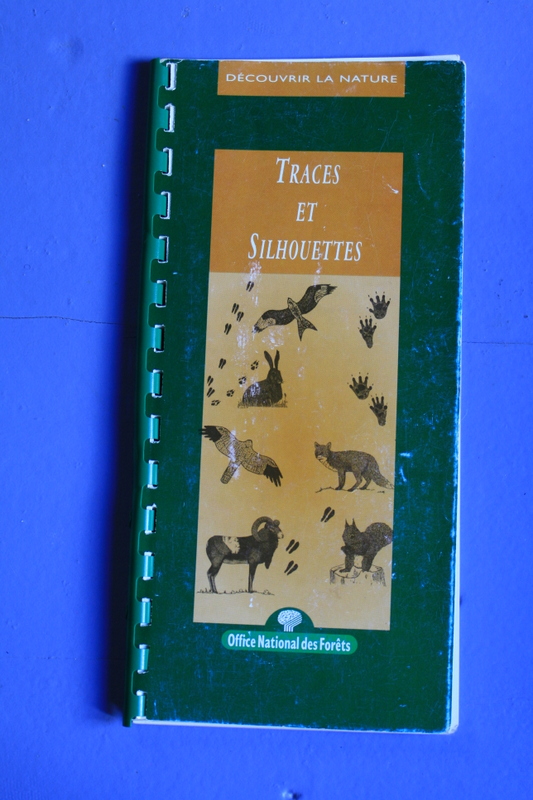 DÉCOUVRIR LA NATURE
TRACES
ET
SILHOUETTES
Office National des Forêts